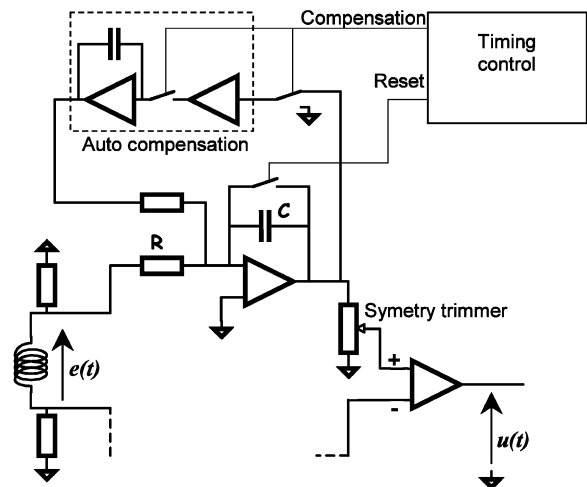 Compensation
Timing
control
Reset
Auto compensation
C
R
Symetry trimmer
e(t)
+
-
u(t)